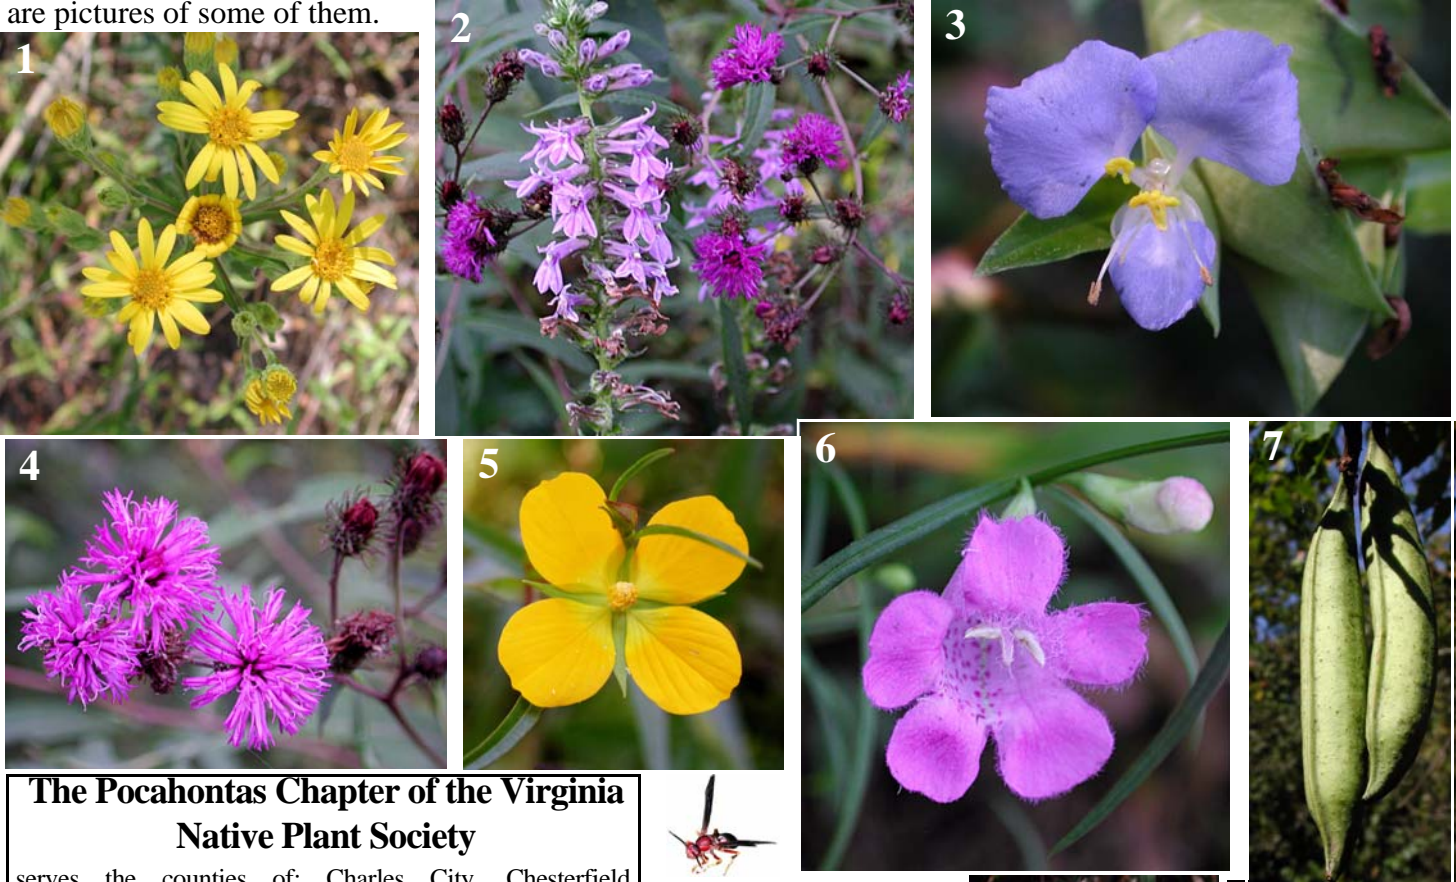 are pictures of some of them.
1
2
3
4
5
6
7
The Pocahontas Chapter of the Virginia
Native Plant Society
serves the counties of: Charles City, Chesterfield